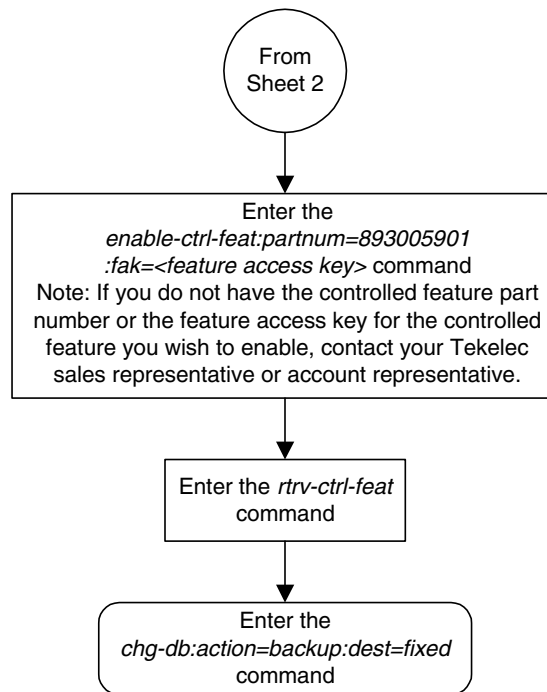 From
Sheet 2
Enter the
enable-ctrl-feat:partnum=893005901
:fak=<feature access key> command
Note: If you do not have the controlled feature part
number or the feature access key for the controlled
feature you wish to enable, contact your Tekelec
sales representative or account representative.
Enter the rtrv-ctrl-feat
command
Enter the
chg-db:action=backup:dest=fixed
command